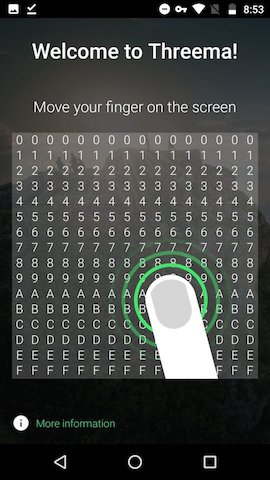 8:53
Welcome to Threema!
Move your finger on the screen
0 0 0 0 0 0 0 0 0 0 0 0 0 0 0 0
1 1 1 1 1 1 1 1 1 1 1 1 1 1 1 1
2 2 2 2 2 2 2 2 2 2 2 2 2 2 2 2
3 3 3 3 3 3 3 3 3 3 3 3 3 3 3 3
4 4 4 4 4 4 4 4 4 4 4 4 4 4 4 4
5 5 5 5 5 5 5 5 5 5 5 5 5 5 5 5
6 6 6 6 6 6 6 6 6 6 6 6 6 6 6 6
7 7 7 7 7 7 7 7 7 7 7 7 7 7 7 7
8 8 8 8 8 8 8 8 8 8 8 8 8 8 8 8
9 9 9 9 9 9 9 9 9 9 9 9 9 9 9 9
A A A A A A A A A A A A A
B B B B B B B B B B B B B
C C C C C C C C C C C C C
D D D D D D D D D D D D
E E E E E E E E E E E E
F F F F F F F F F F F F
More information